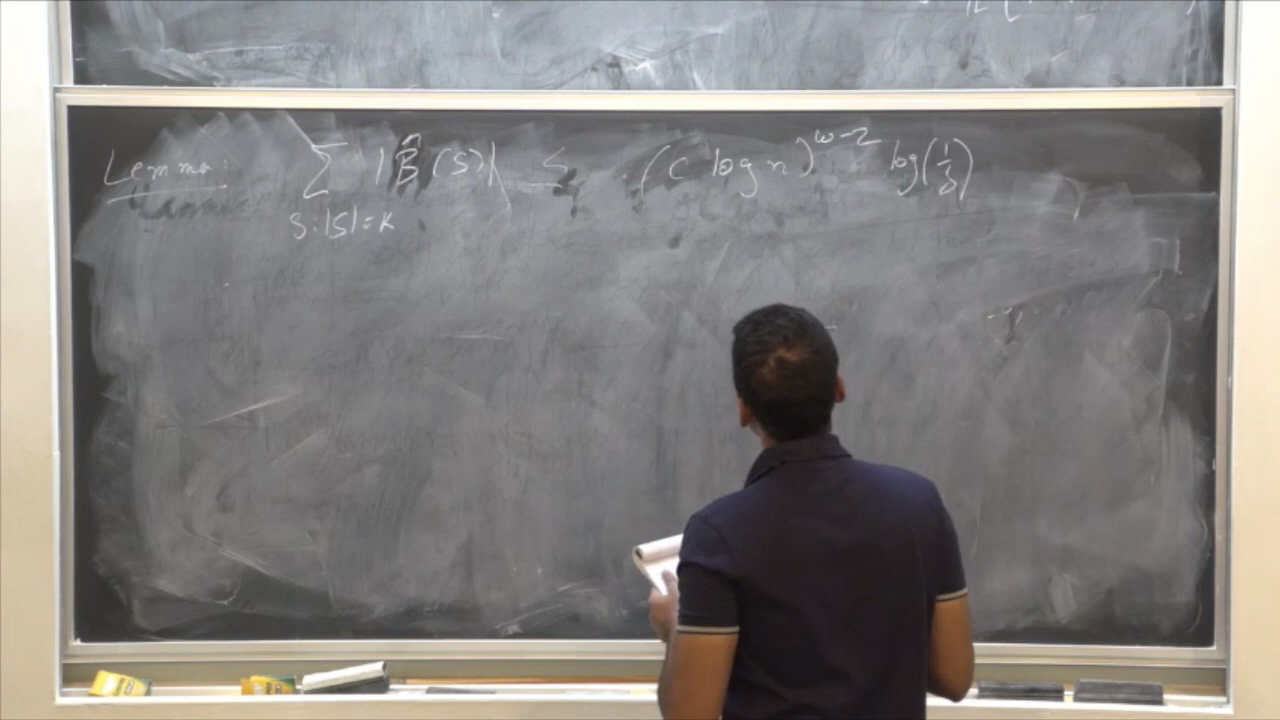 Lemma: ∑ |B̂(S)| ≤ (c log n)^{ω-2} log(1/δ)
S:|S|=k